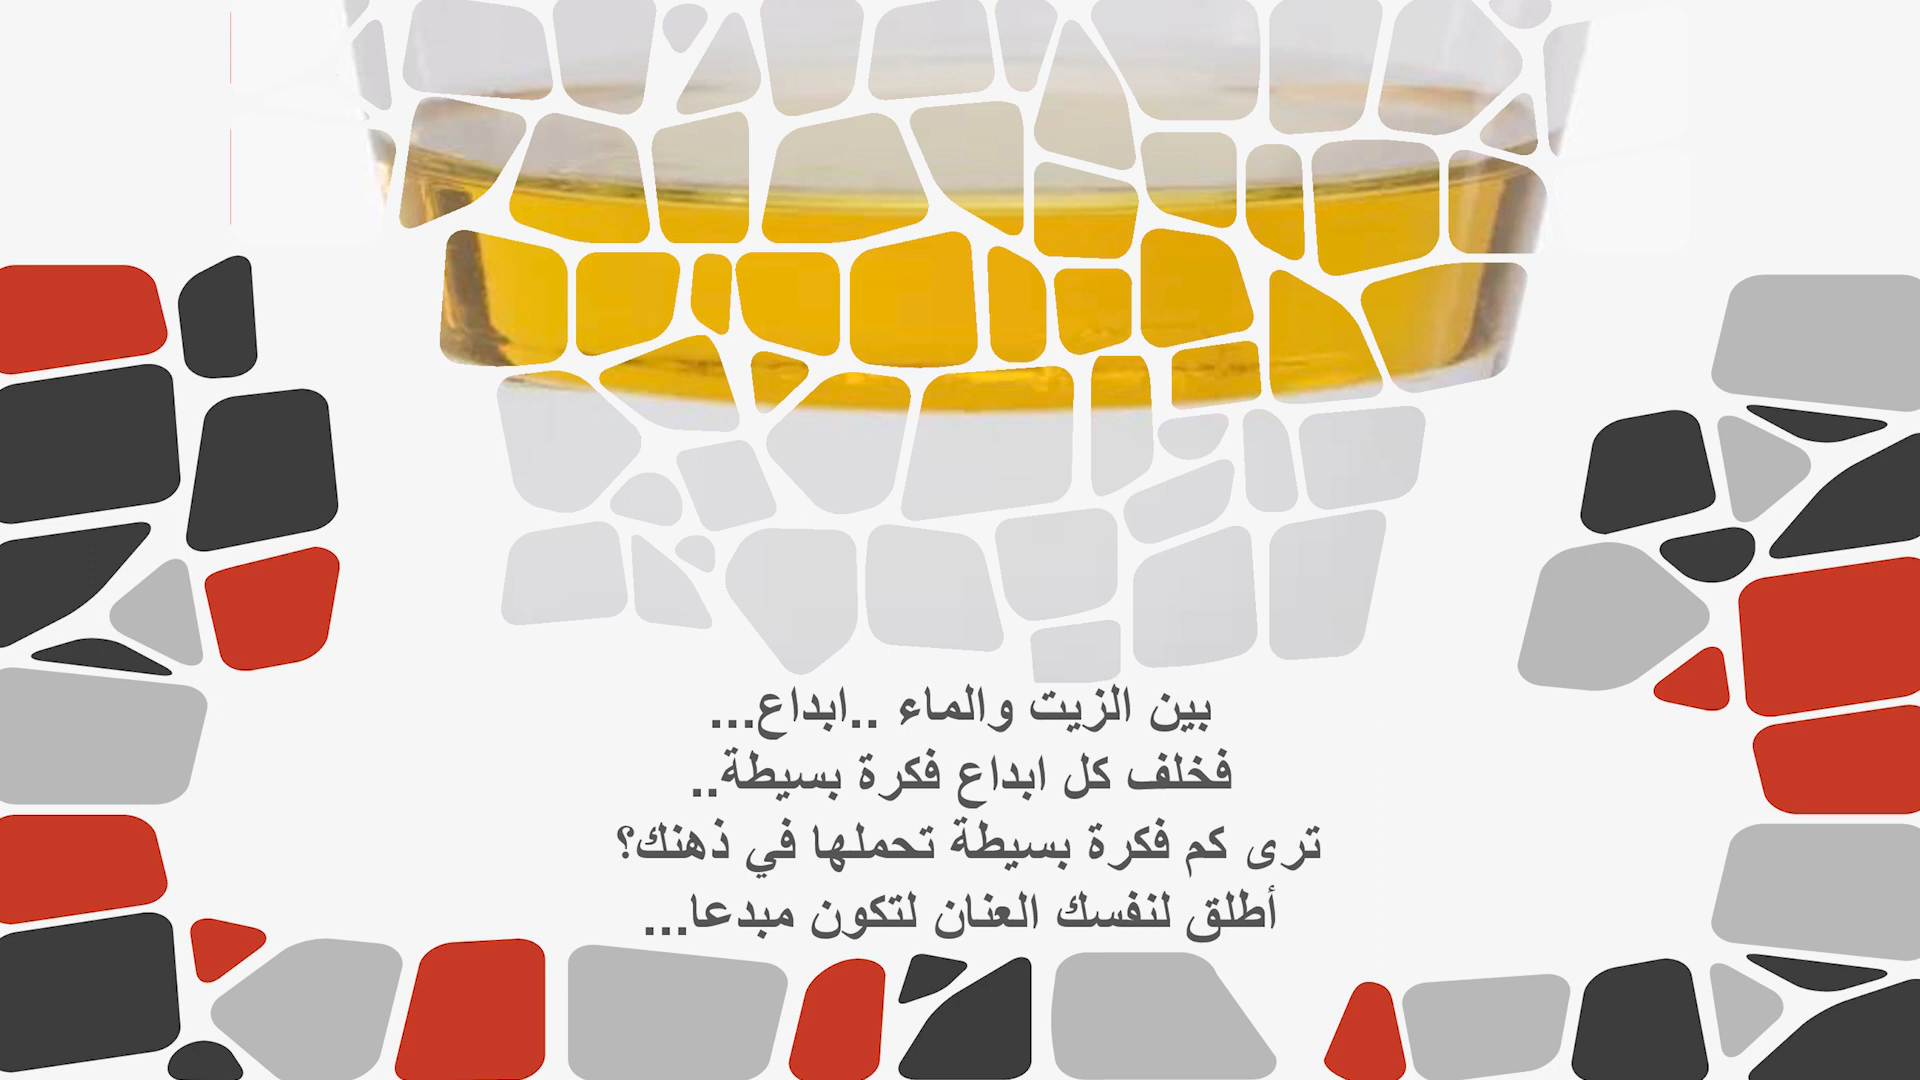 بين الزيت والماء ..ابداع...
فخلف كل ابداع فكرة بسيطة..
ترى كم فكرة بسيطة تحملها في ذهنك؟
أطلق لنفسك العنان لتكون مبدعا...